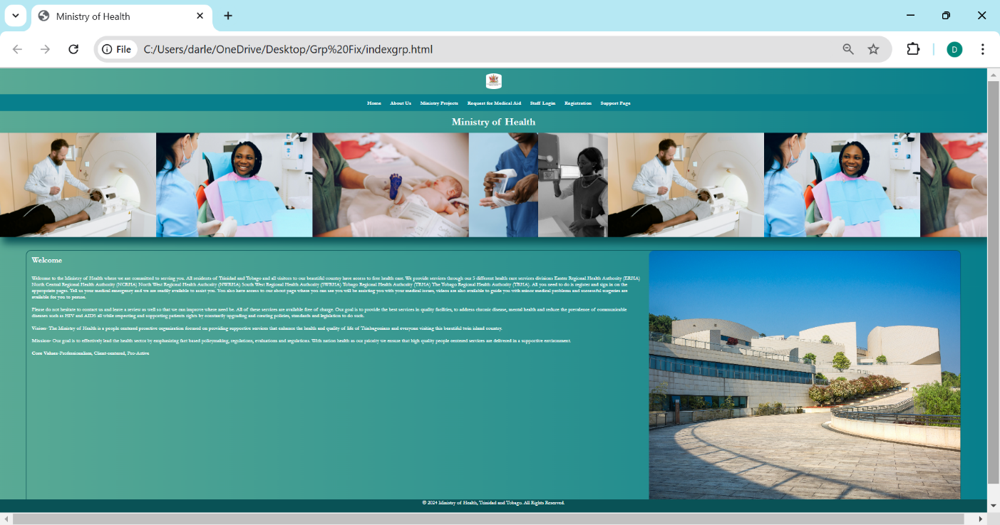 Ministry of Health
File C:/Users/darle/OneDrive/Desktop/Grp%20Fix/indexgrp.html
D
Home About Us Ministry Projects Request for Medical Aid Staff Login Registration Support Page
Ministry of Health
Welcome
Welcome to the Ministry of Health where we are committed to serving you. All residents of Trinidad and Tobago and all visitors to our beautiful country have access to free health care. We provide services through our 5 different health care services divisions Easter Regional Health Authority (ERHA)
North Central Regional Health Authority (NCRHA) North West Regional Health Authority (NWRHA) South West Regional Health Authority (SWRHA) Tobago Regional Health Authority (TRHA) The Tobago Regional Health Authority (TRHA). All you need to do is register and sign in on the
appropriate pages. Tell us your medical emergency and we are readily available to assist you. You also have access to our about page where you can see you will be assisting you with your medical issues, videos are also available to guide you with minor medical problems and successful surgeries are
available for you to peruse.
Please do not hesitate to contact us and leave a review as well so that we can improve where need be. All of these services are available free of charge. Our goal is to provide the best services in quality facilities, to address chronic disease, mental health and reduce the prevalence of communicable
diseases such as HIV and AIDS all while respecting and supporting patients rights by constantly upgrading and creating policies, standards and legislation to do such.
Vision- The Ministry of Health is a people centered proactive organization focused on providing supportive services that enhance the health and quality of life of Trinbagonians and everyone visiting this beautiful twin island country.
Mission- Our goal is to effectively lead the health sector by emphasizing fact based policymaking, regulations, evaluations and regulations. With nation health as our priority we ensure that high quality people centered services are delivered in a supportive environment.
Core Values-Professionalism, Client-centered, Pro-Active
© 2024 Ministry of Health, Trinidad and Tobago. All Rights Reserved.